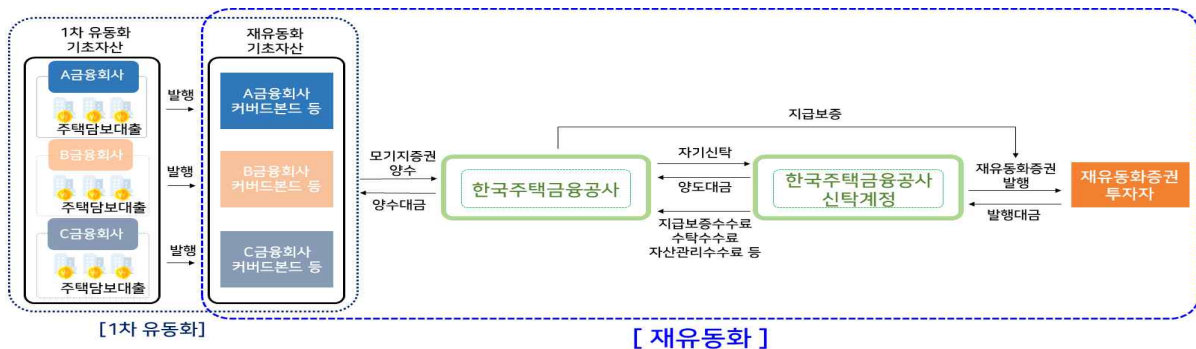 1차 유동화
기초자산
A금융회사
주택담보대출
B금융회사
주택담보대출
C금융회사
주택담보대출
발행
발행
발행
재유동화
기초자산
A금융회사
커버드본드 등
B금융회사
커버드본드 등
C금융회사
커버드본드 등
모기지증권
양수
양수대금
한국주택금융공사
지급보증
자기신탁
양도대금
지급보증수수료
수탁수수료
자산관리수수료 등
한국주택금융공사
신탁계정
재유동화증권
발행
발행대금
재유동화증권
투자자
[1차 유동화]
[ 재유동화 ]